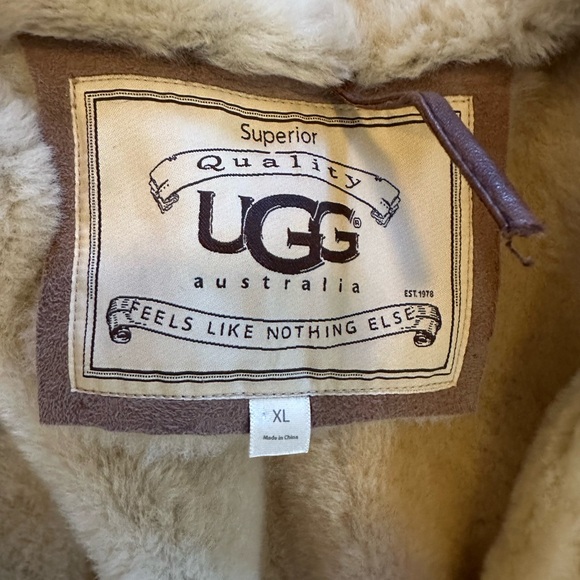 Superior
Quality
UGG®
australia
EST. 1978
FEELS LIKE NOTHING ELSE
XL
Made in China